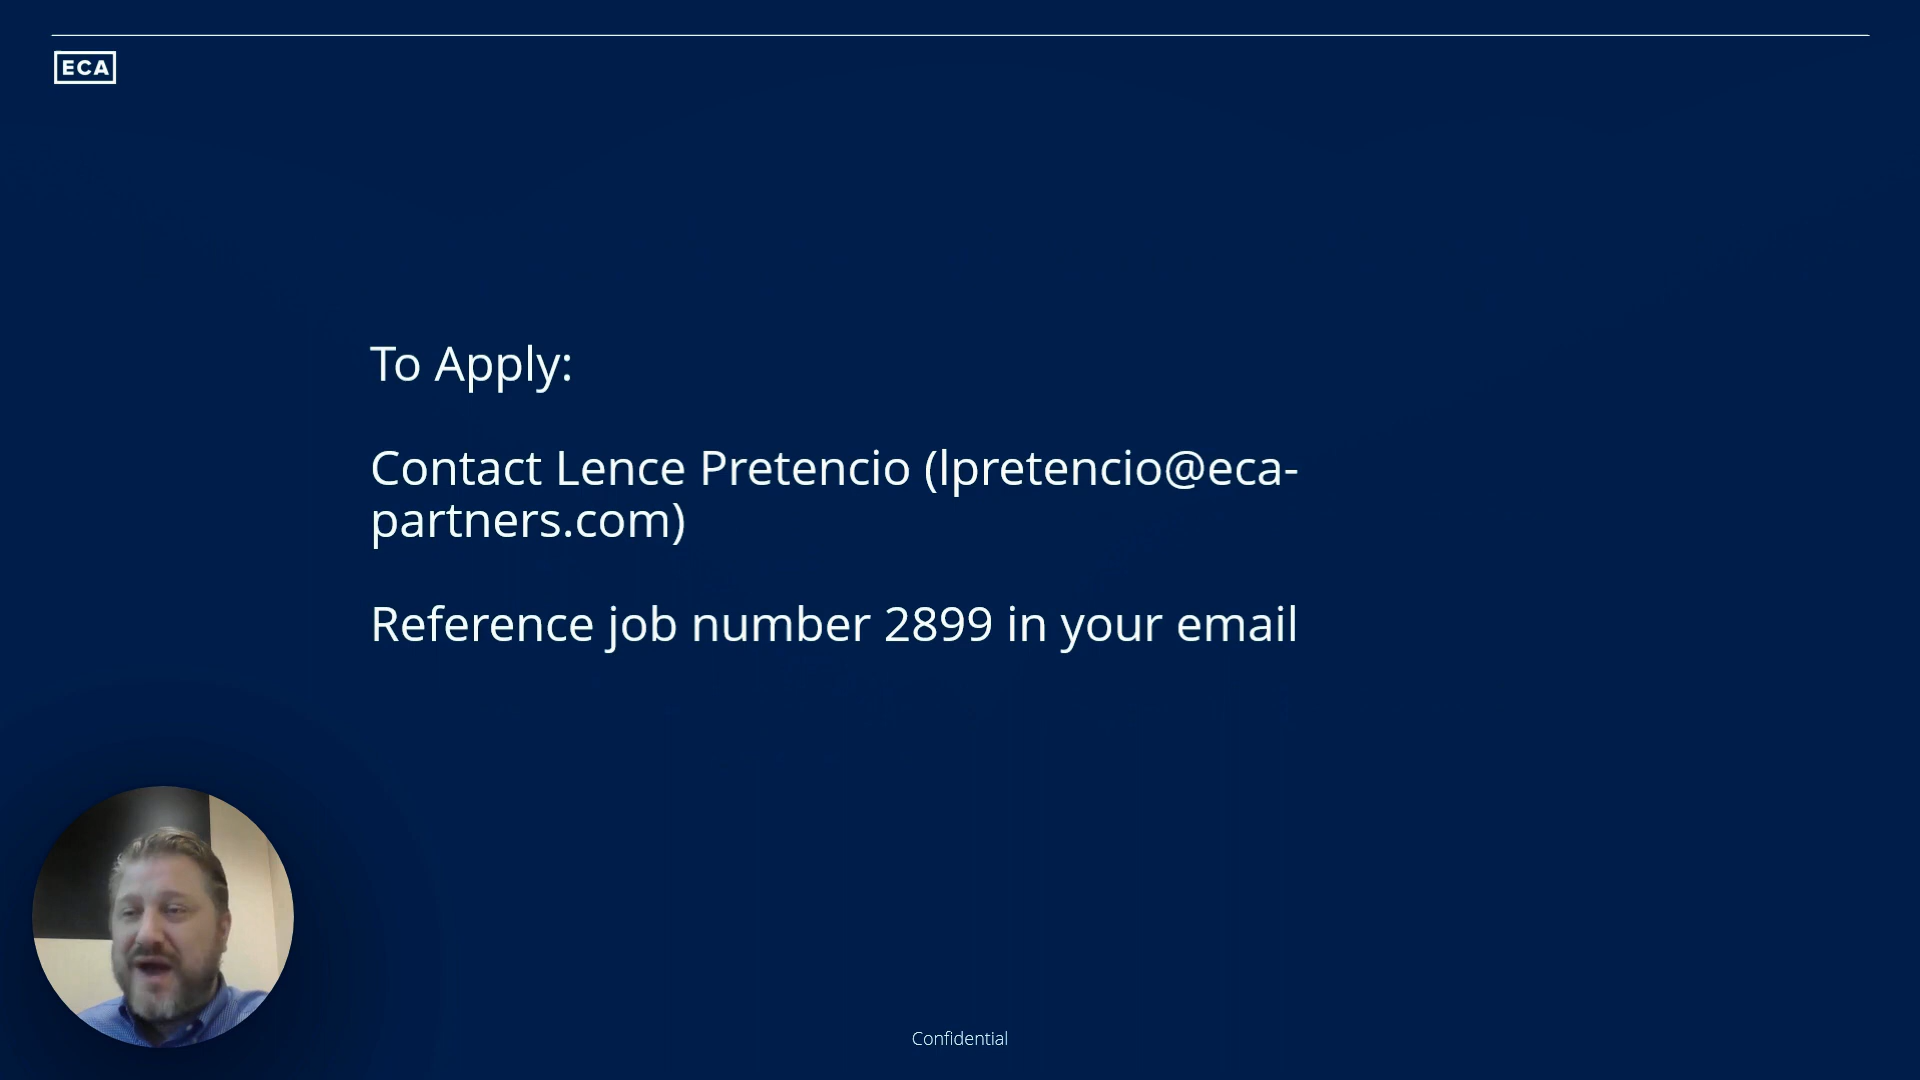 ECA
To Apply:
Contact Lence Pretencio (lpretencio@eca-
partners.com)
Reference job number 2899 in your email
Confidential